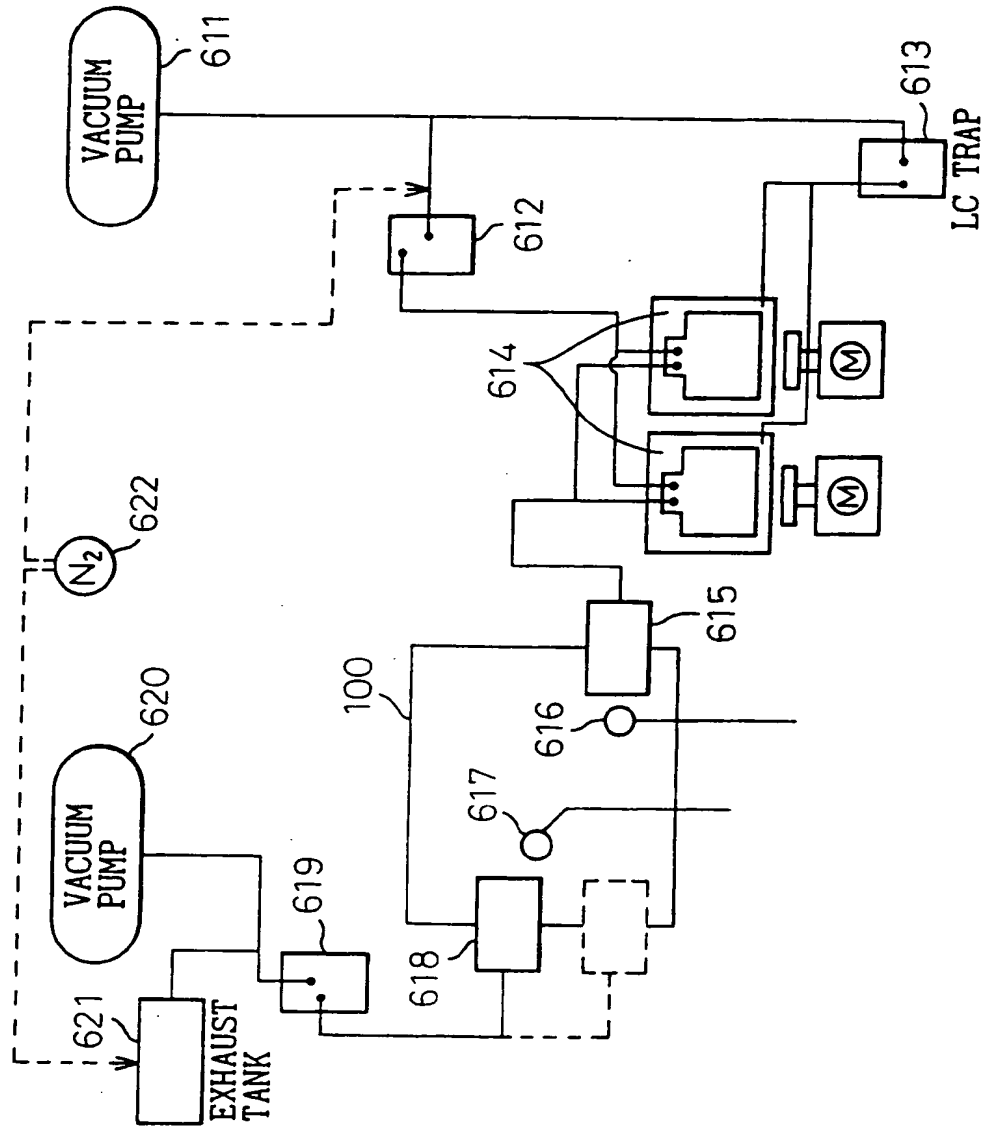 VACUUM
PUMP
611
612
613
LC TRAP
614
M
M
N₂
622
615
100
616
617
VACUUM
PUMP
620
619
618
621
EXHAUST
TANK